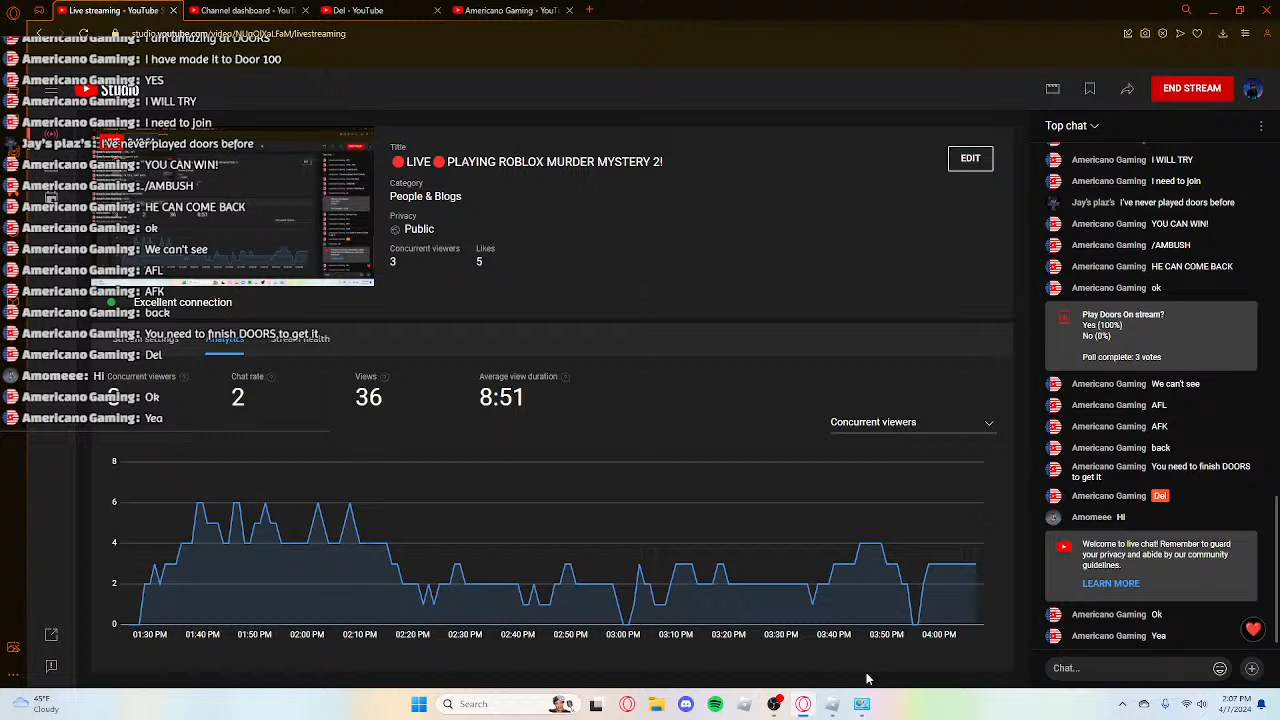 Live streaming - YouTube S
Channel dashboard - YouTu
Del - YouTube
Americano Gaming - YouT
Americano Gaming: I am amazing at DOORS
Americano Gaming: I have made it to Door 100
Americano Gaming: YES
Americano Gaming: I WILL TRY
Americano Gaming: I need to join
Jay's plaz's: I've never played doors before
Americano Gaming: YOU CAN WIN!
Americano Gaming: /AMBUSH
Americano Gaming: HE CAN COME BACK
Americano Gaming: ok
Americano Gaming: We can't see
Americano Gaming: AFL
Americano Gaming: AFK
Americano Gaming: back
Americano Gaming: You need to finish DOORS to get it
Americano Gaming: Del
Amomeee: Hi
Americano Gaming: Ok
Americano Gaming: Yea
Studio
END STREAM
Title
🔴LIVE🔴PLAYING ROBLOX MURDER MYSTERY 2!
EDIT
Category
People & Blogs
Privacy
Public
Concurrent viewers
3
Likes
5
Excellent connection
Analytics
Stream health
Concurrent viewers
Chat rate
2
Views
36
Average view duration
8:51
Concurrent viewers
8
6
4
2
0
01:30 PM 01:40 PM 01:50 PM 02:00 PM 02:10 PM 02:20 PM 02:30 PM 02:40 PM 02:50 PM 03:00 PM 03:10 PM 03:20 PM 03:30 PM 03:40 PM 03:50 PM 04:00 PM
Top chat
Americano Gaming I WILL TRY
Americano Gaming I need to join
Jay's plaz's I've never played doors before
Americano Gaming YOU CAN WIN!
Americano Gaming /AMBUSH
Americano Gaming HE CAN COME BACK
Americano Gaming ok
Play Doors On stream?
Yes (100%)
No (0%)
Poll complete: 3 votes
Americano Gaming We can't see
Americano Gaming AFL
Americano Gaming AFK
Americano Gaming back
Americano Gaming You need to finish DOORS
to get it
Americano Gaming Del
Amomeee Hi
Welcome to live chat! Remember to guard
your privacy and abide by our community
guidelines.
LEARN MORE
Americano Gaming Ok
Americano Gaming Yea
Chat...
45°F
Cloudy
Search
2:07 PM
4/7/2024